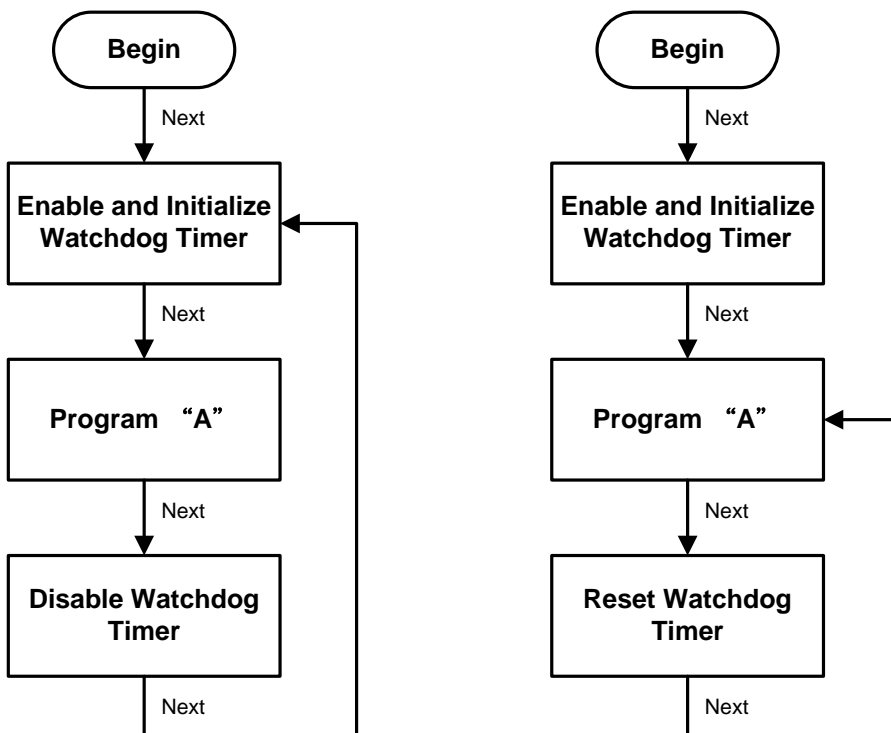 Begin
Next
Enable and Initialize
Watchdog Timer
Next
Program “A”
Next
Disable Watchdog
Timer
Next
Begin
Next
Enable and Initialize
Watchdog Timer
Next
Program “A”
Next
Reset Watchdog
Timer
Next